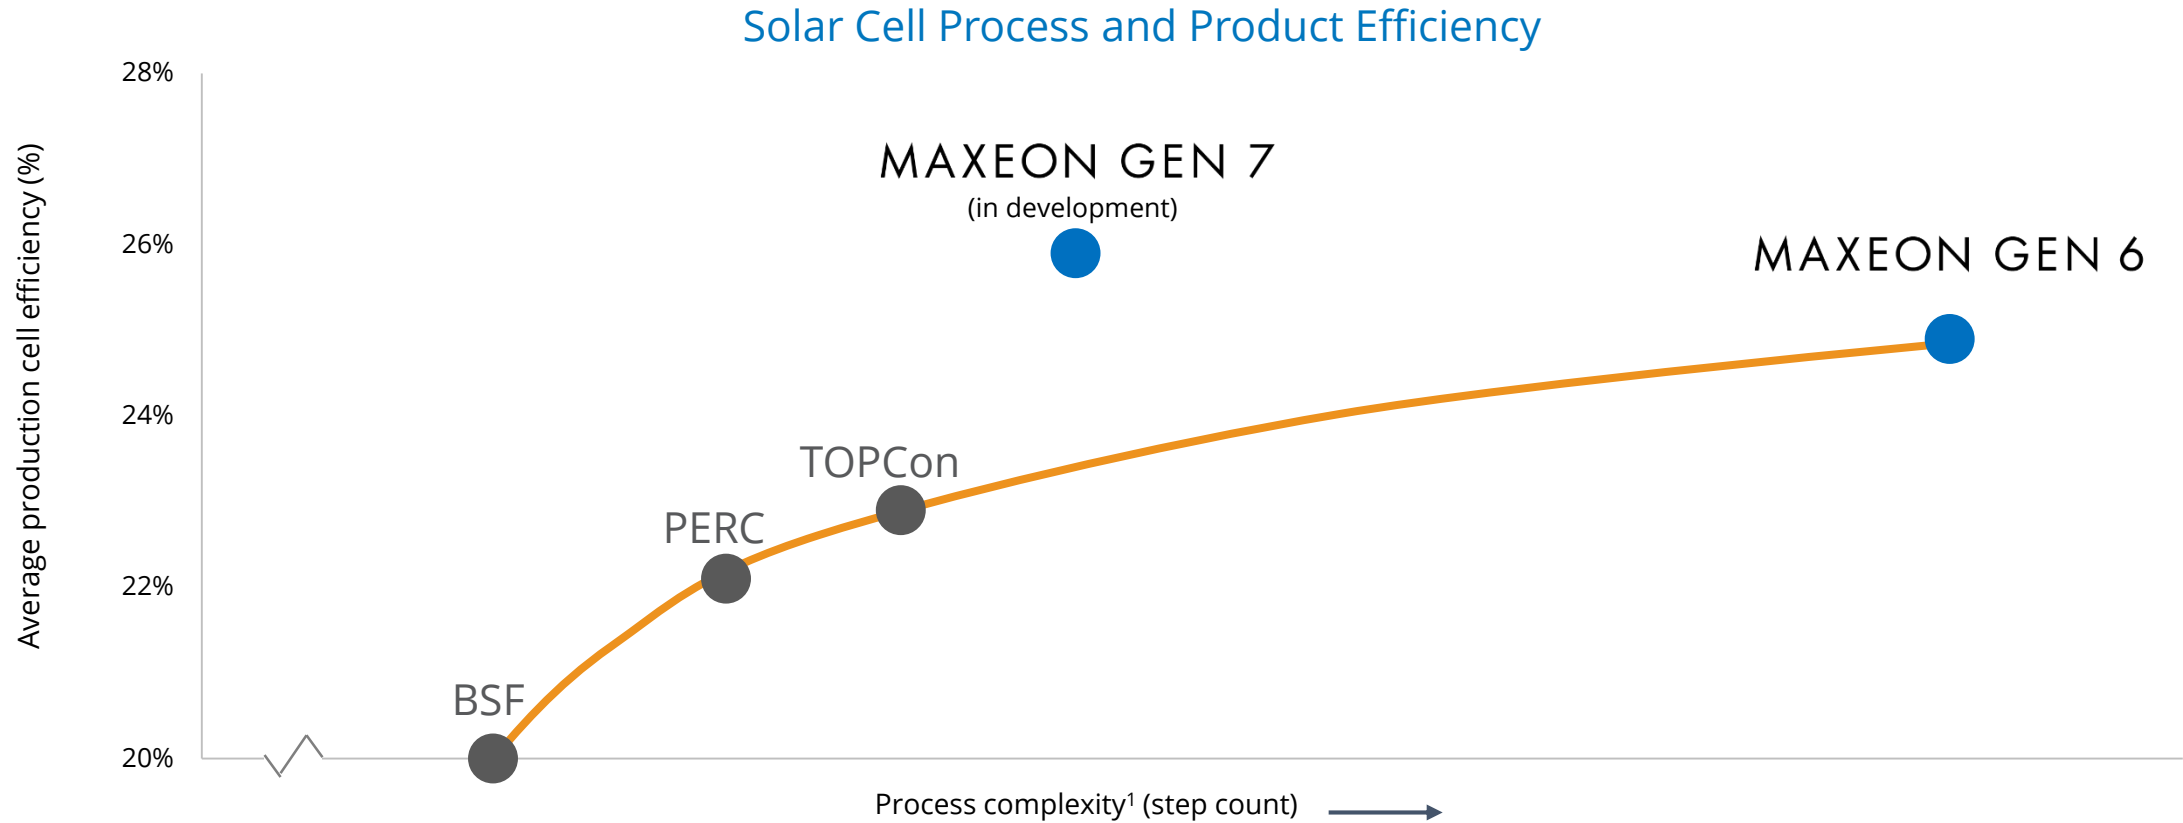 Solar Cell Process and Product Efficiency
28%
MAXEON GEN 7
(in development)
26%
MAXEON GEN 6
Average production cell efficiency (%)
24%
TOPCon
PERC
22%
BSF
20%
Process complexity¹ (step count)